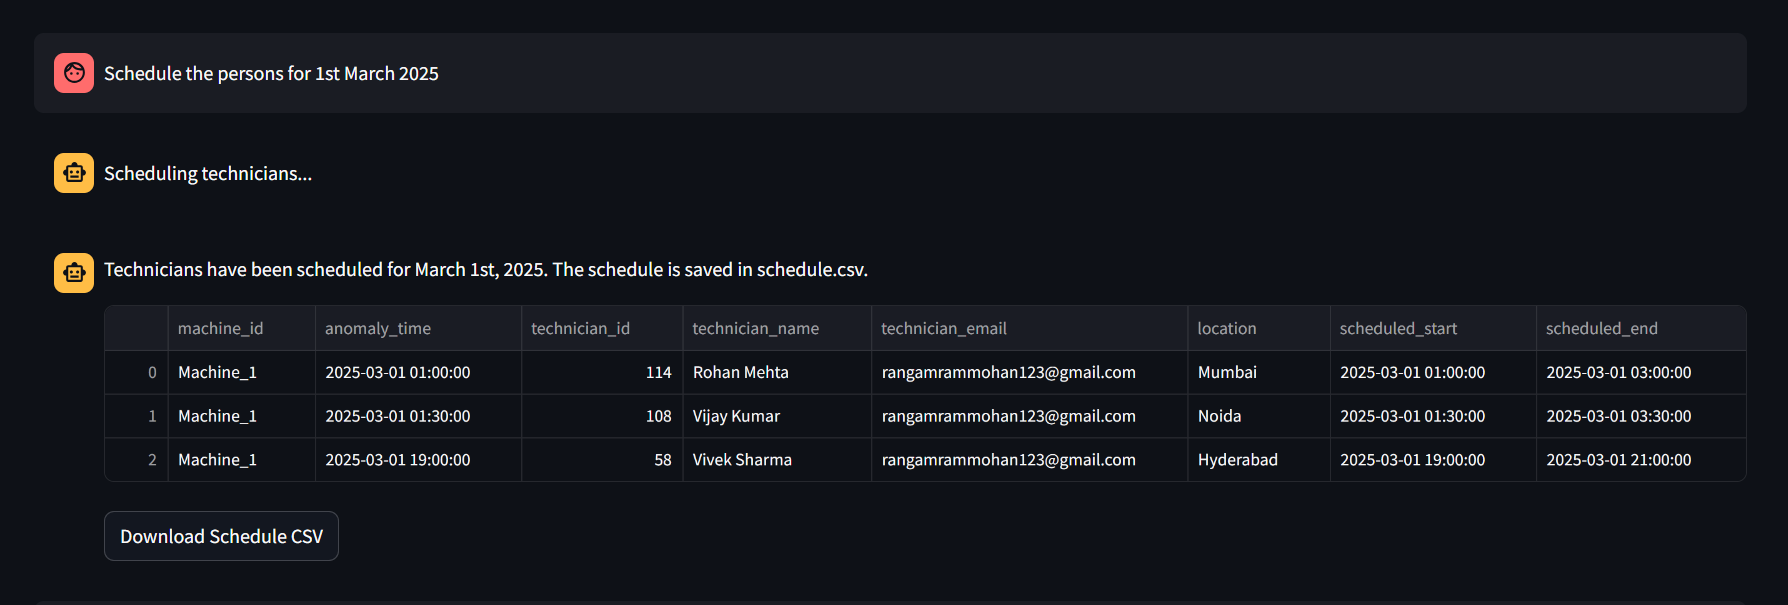 Schedule the persons for 1st March 2025
Scheduling technicians...
Technicians have been scheduled for March 1st, 2025. The schedule is saved in schedule.csv.
machine_id anomaly_time technician_id technician_name technician_email location scheduled_start scheduled_end
0 Machine_1 2025-03-01 01:00:00 114 Rohan Mehta rangamrammohan123@gmail.com Mumbai 2025-03-01 01:00:00 2025-03-01 03:00:00
1 Machine_1 2025-03-01 01:30:00 108 Vijay Kumar rangamrammohan123@gmail.com Noida 2025-03-01 01:30:00 2025-03-01 03:30:00
2 Machine_1 2025-03-01 19:00:00 58 Vivek Sharma rangamrammohan123@gmail.com Hyderabad 2025-03-01 19:00:00 2025-03-01 21:00:00
Download Schedule CSV